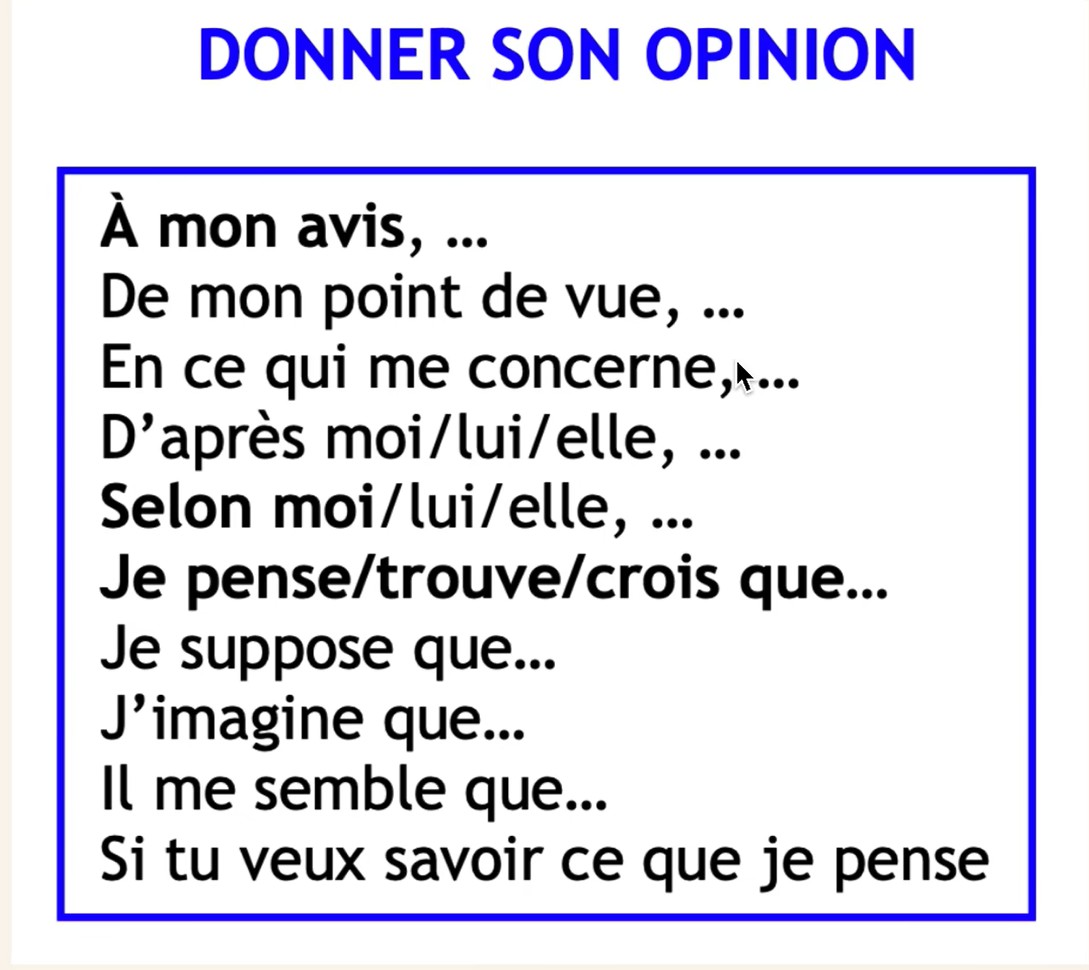 DONNER SON OPINION
À mon avis, ...
De mon point de vue, ...
En ce qui me concerne, ...
D’après moi/lui/elle, ...
Selon moi/lui/elle, ...
Je pense/trouve/crois que...
Je suppose que...
J’imagine que...
Il me semble que...
Si tu veux savoir ce que je pense